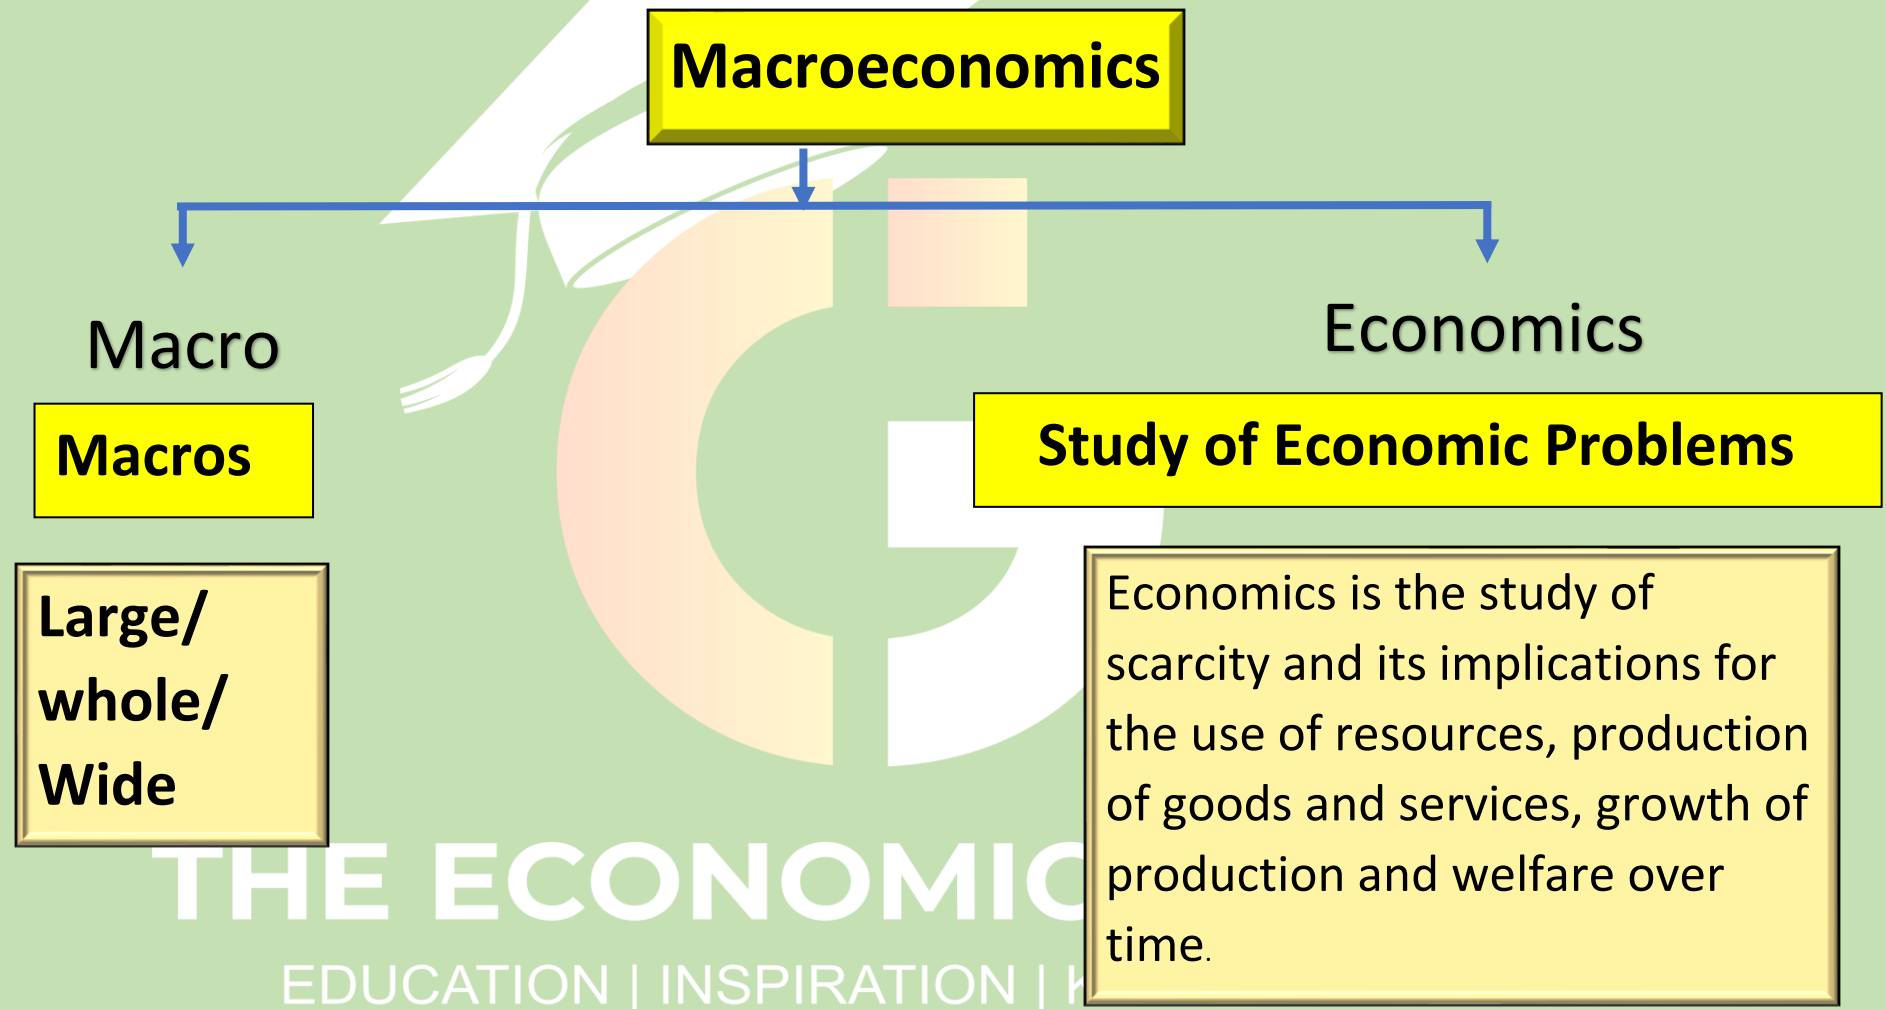 Macroeconomics
Macro
Macros
Large/
whole/
Wide
Economics
Study of Economic Problems
Economics is the study of
scarcity and its implications for
the use of resources, production
of goods and services, growth of
production and welfare over
time.
THE ECONOMIC
EDUCATION | INSPIRATION |